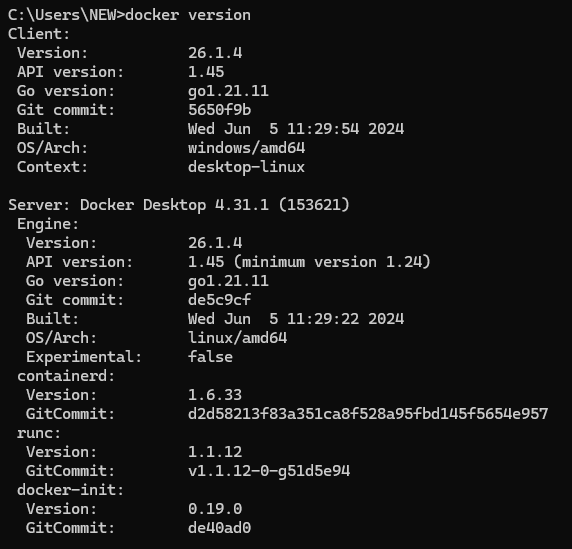 C:\Users\NEW>docker version
Client:
 Version:           26.1.4
 API version:       1.45
 Go version:        go1.21.11
 Git commit:        5650f9b
 Built:             Wed Jun  5 11:29:54 2024
 OS/Arch:           windows/amd64
 Context:           desktop-linux

Server: Docker Desktop 4.31.1 (153621)
 Engine:
  Version:          26.1.4
  API version:      1.45 (minimum version 1.24)
  Go version:       go1.21.11
  Git commit:       de5c9cf
  Built:            Wed Jun  5 11:29:22 2024
  OS/Arch:          linux/amd64
  Experimental:     false
 containerd:
  Version:          1.6.33
  GitCommit:        d2d58213f83a351ca8f528a95fbd145f5654e957
 runc:
  Version:          1.1.12
  GitCommit:        v1.1.12-0-g51d5e94
 docker-init:
  Version:          0.19.0
  GitCommit:        de40ad0